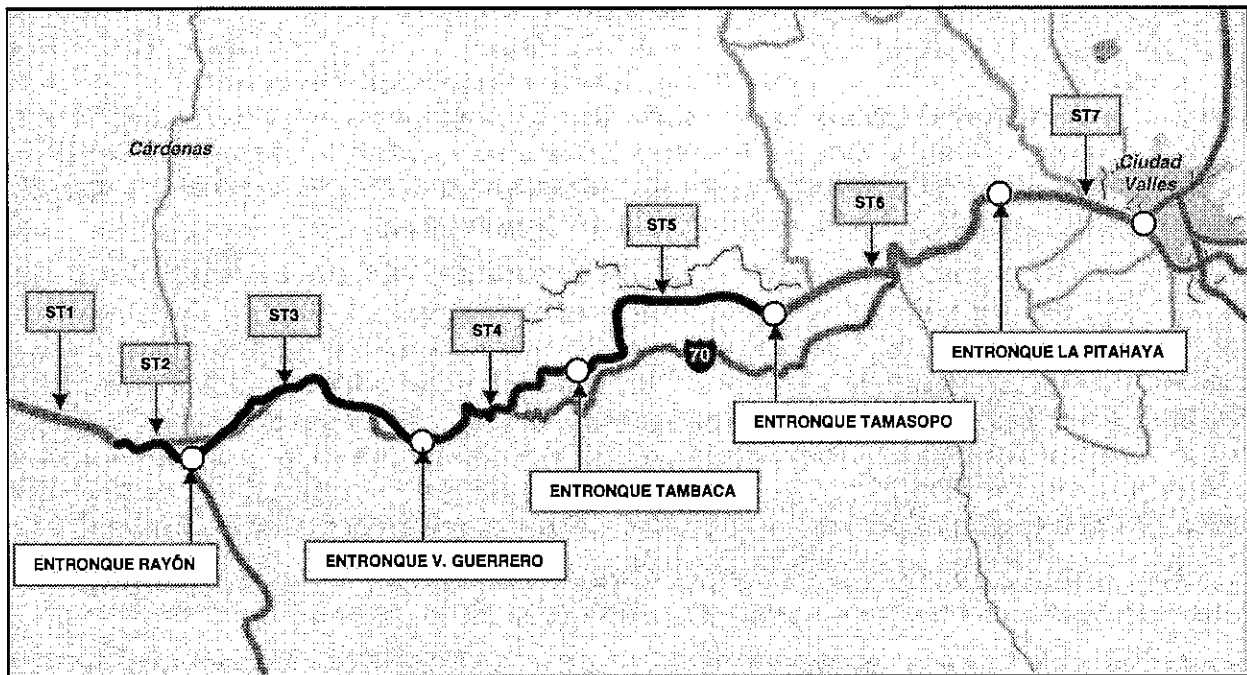 Cárdenas
ST7
Ciudad
Valles
ST6
ST5
ST1
ST3
ST4
ST2
70
ENTRONQUE LA PITAHAYA
ENTRONQUE TAMASOPO
ENTRONQUE TAMBACA
ENTRONQUE RAYÓN
ENTRONQUE V. GUERRERO